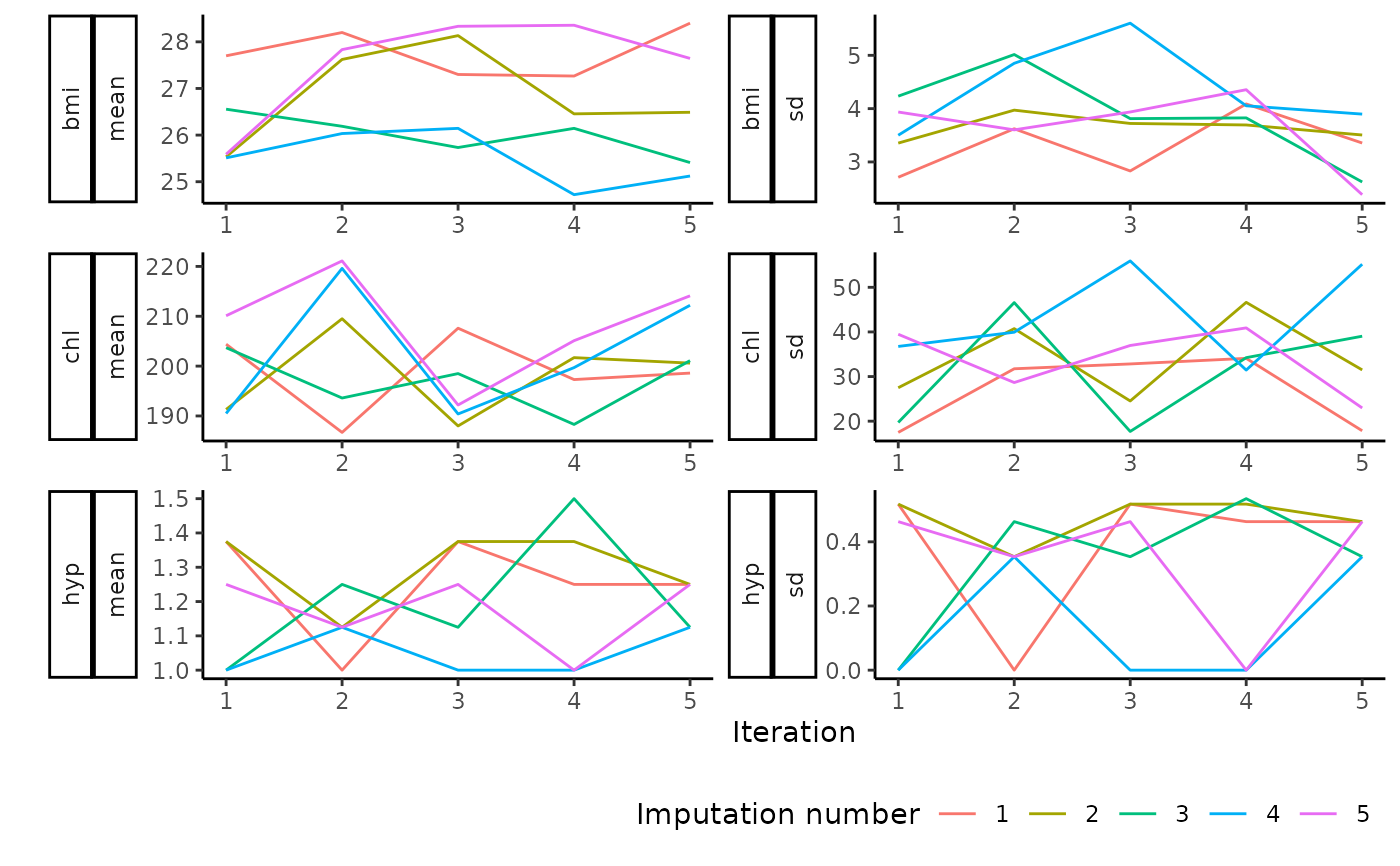 bmi mean 28 27 26 25 1 2 3 4 5
bmi sd 5 4 3 1 2 3 4 5
chl mean 220 210 200 190 1 2 3 4 5
chl sd 50 40 30 20 1 2 3 4 5
hyp mean 1.5 1.4 1.3 1.2 1.1 1.0 1 2 3 4 5
hyp sd 0.4 0.2 0.0 1 2 3 4 5
Iteration
Imputation number 1 2 3 4 5